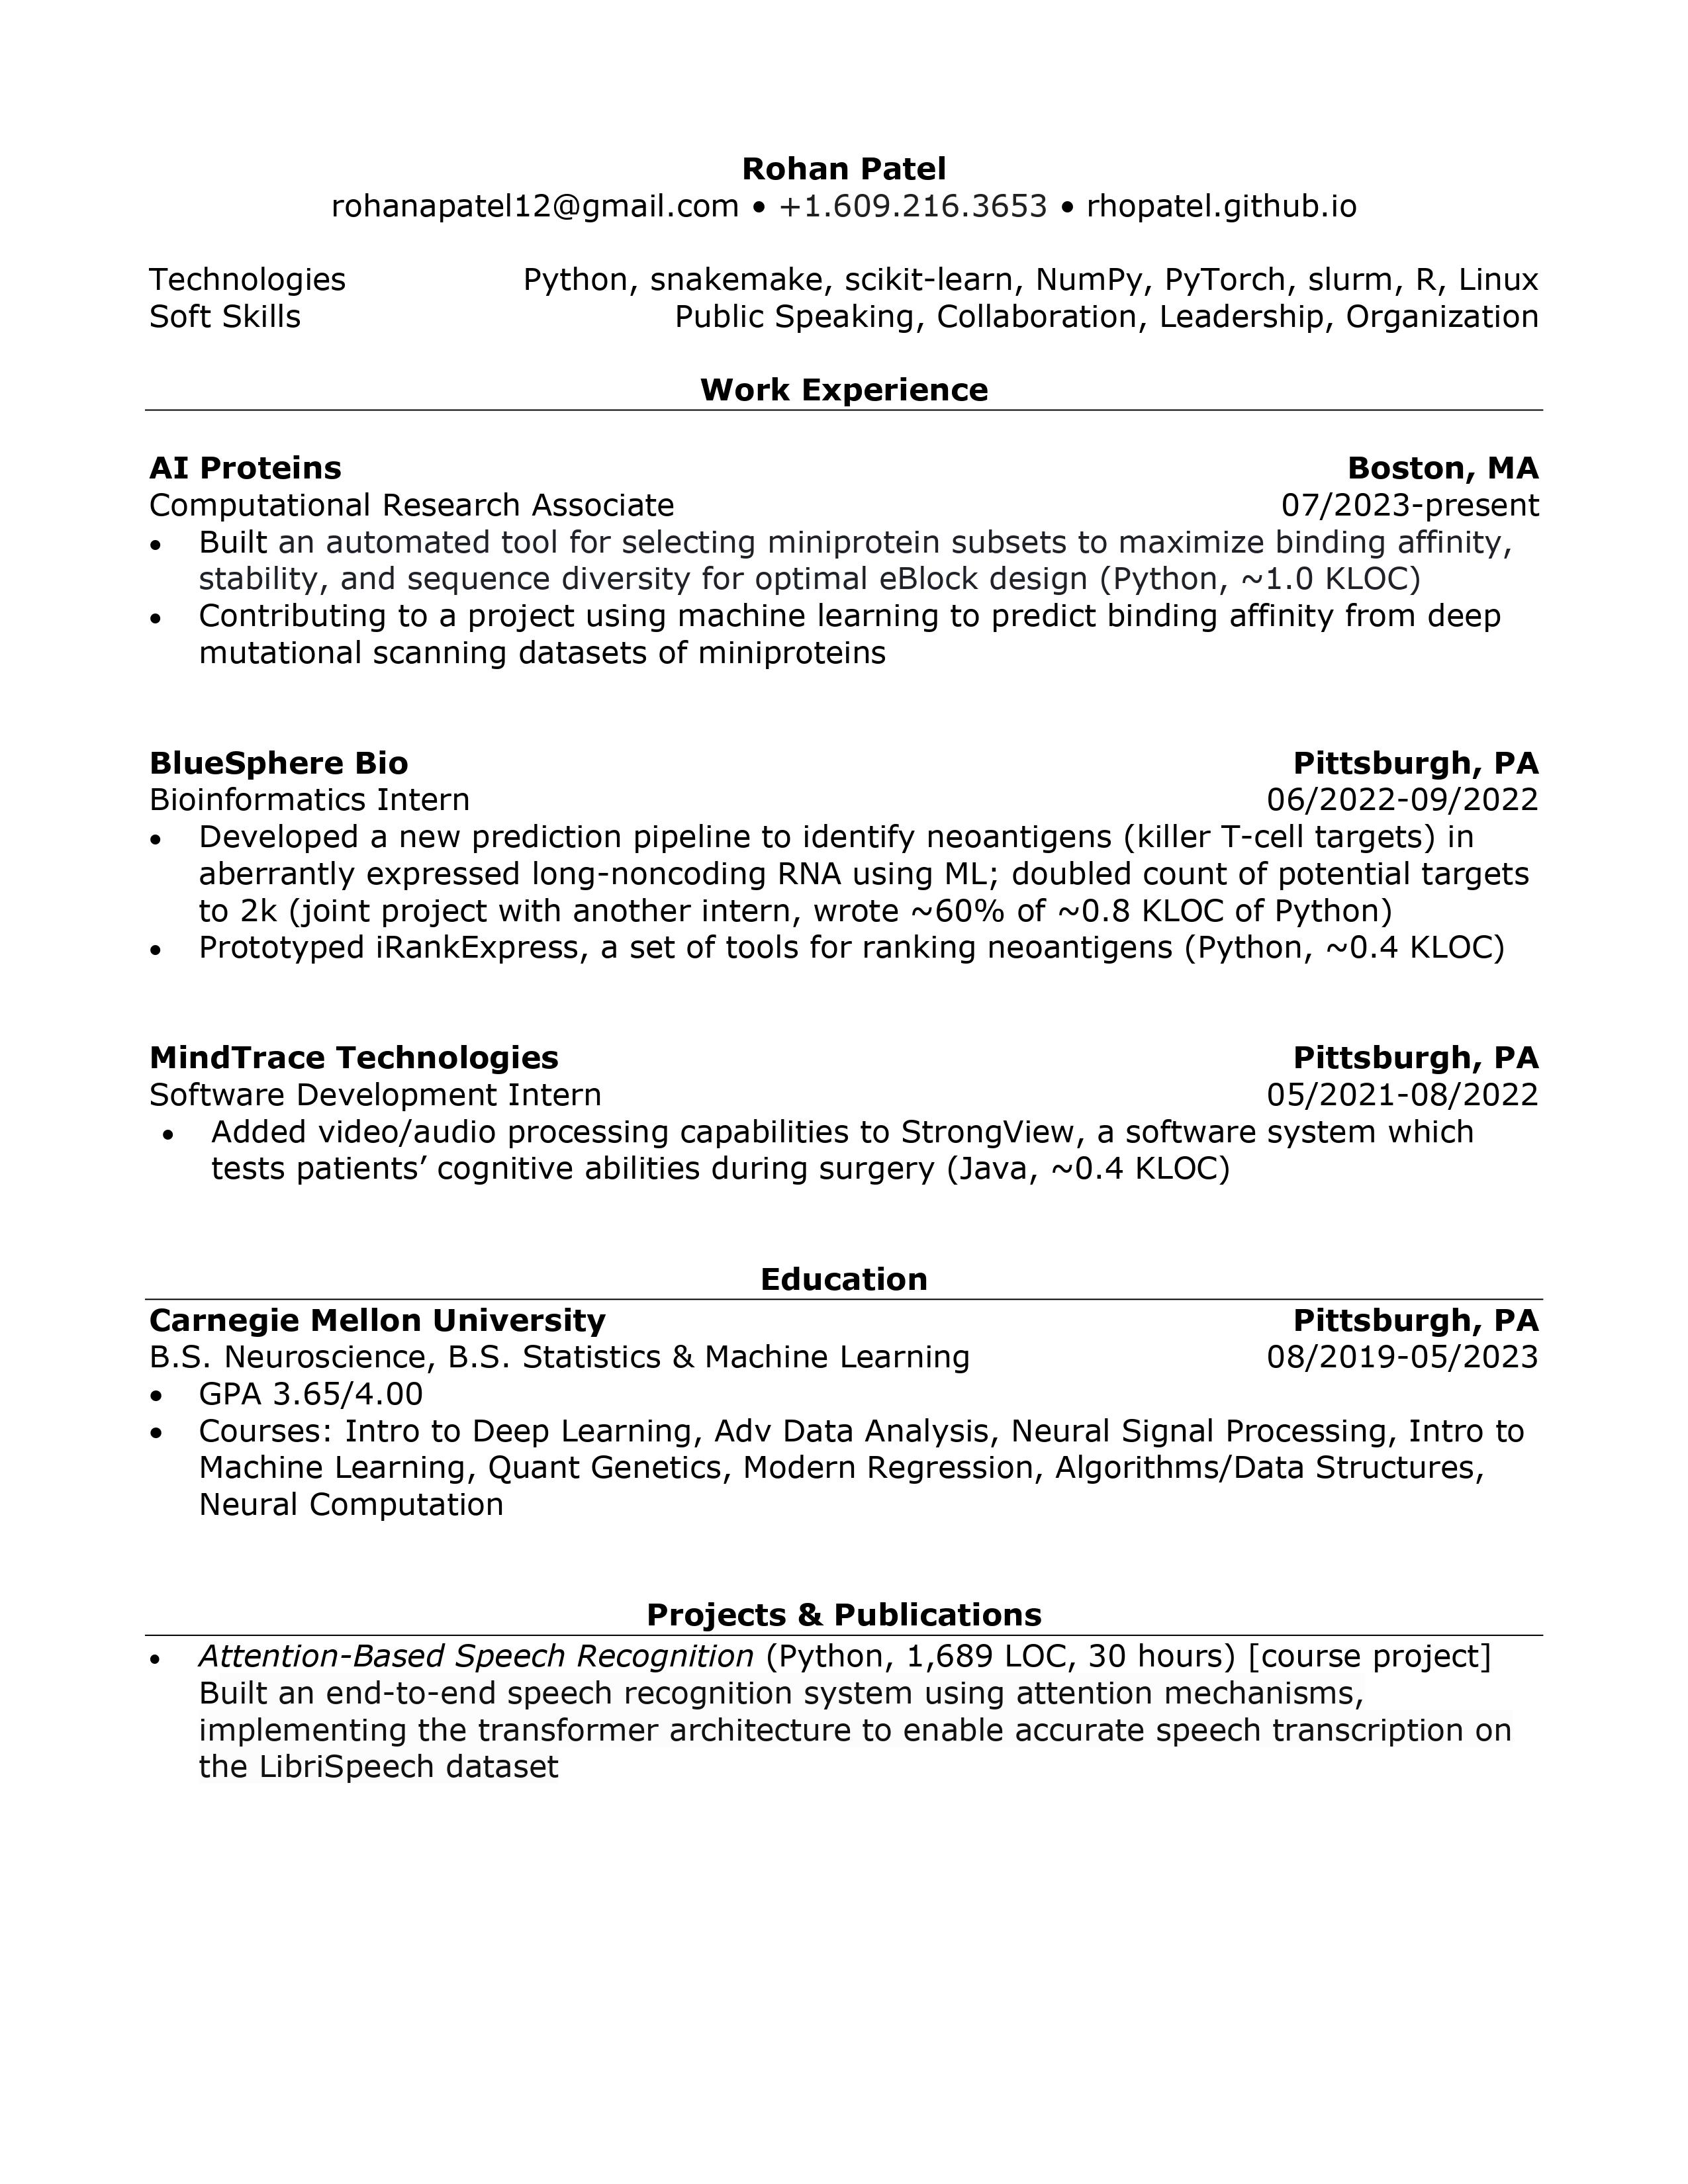 Rohan Patel
rohanapatel12@gmail.com • +1.609.216.3653 • rhopatel.github.io
Technologies Python, snakemake, scikit-learn, NumPy, PyTorch, slurm, R, Linux
Soft Skills Public Speaking, Collaboration, Leadership, Organization
Work Experience
AI Proteins Boston, MA
Computational Research Associate 07/2023-present
• Built an automated tool for selecting miniprotein subsets to maximize binding affinity,
stability, and sequence diversity for optimal eBlock design (Python, ~1.0 KLOC)
• Contributing to a project using machine learning to predict binding affinity from deep
mutational scanning datasets of miniproteins
BlueSphere Bio Pittsburgh, PA
Bioinformatics Intern 06/2022-09/2022
• Developed a new prediction pipeline to identify neoantigens (killer T-cell targets) in
aberrantly expressed long-noncoding RNA using ML; doubled count of potential targets
to 2k (joint project with another intern, wrote ~60% of ~0.8 KLOC of Python)
• Prototyped iRankExpress, a set of tools for ranking neoantigens (Python, ~0.4 KLOC)
MindTrace Technologies Pittsburgh, PA
Software Development Intern 05/2021-08/2022
• Added video/audio processing capabilities to StrongView, a software system which
tests patients’ cognitive abilities during surgery (Java, ~0.4 KLOC)
Education
Carnegie Mellon University Pittsburgh, PA
B.S. Neuroscience, B.S. Statistics & Machine Learning 08/2019-05/2023
• GPA 3.65/4.00
• Courses: Intro to Deep Learning, Adv Data Analysis, Neural Signal Processing, Intro to
Machine Learning, Quant Genetics, Modern Regression, Algorithms/Data Structures,
Neural Computation
Projects & Publications
• Attention-Based Speech Recognition (Python, 1,689 LOC, 30 hours) [course project]
Built an end-to-end speech recognition system using attention mechanisms,
implementing the transformer architecture to enable accurate speech transcription on
the LibriSpeech dataset